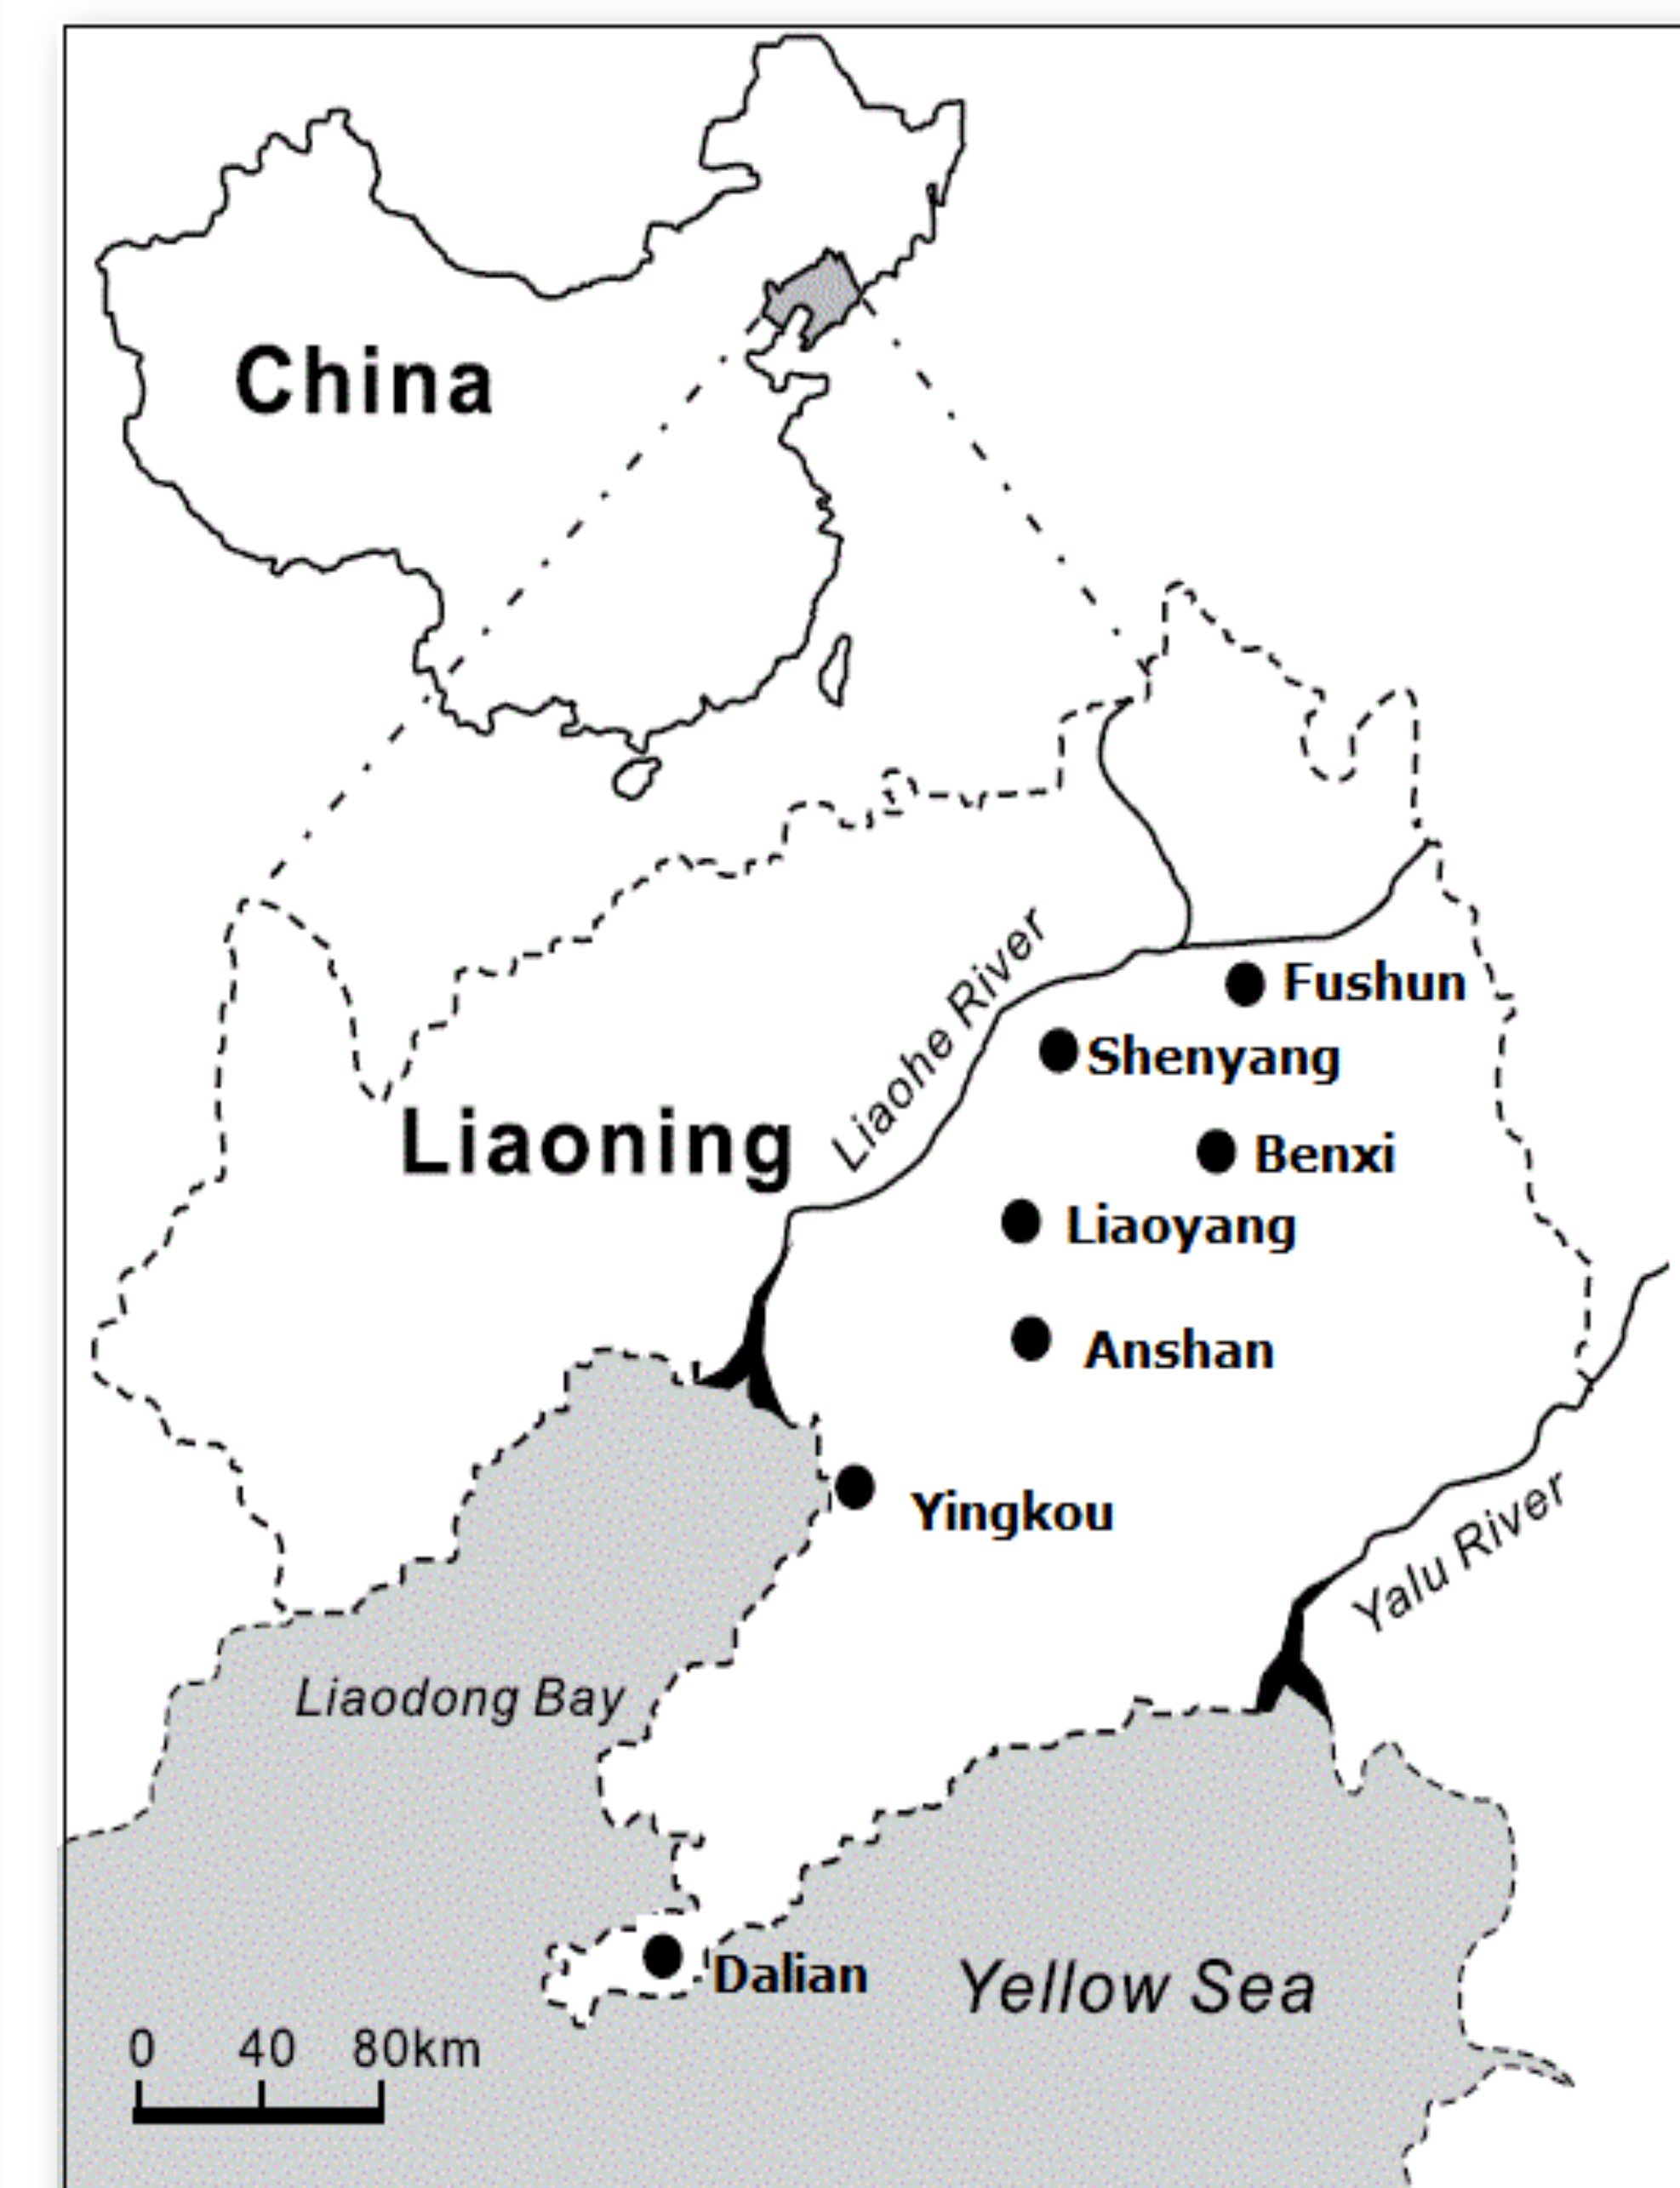 China
Liaohe River
Fushun
Shenyang
Liaoning
Benxi
Liaoyang
Anshan
Yingkou
Yalu River
Liaodong Bay
Dalian
Yellow Sea
0 40 80km